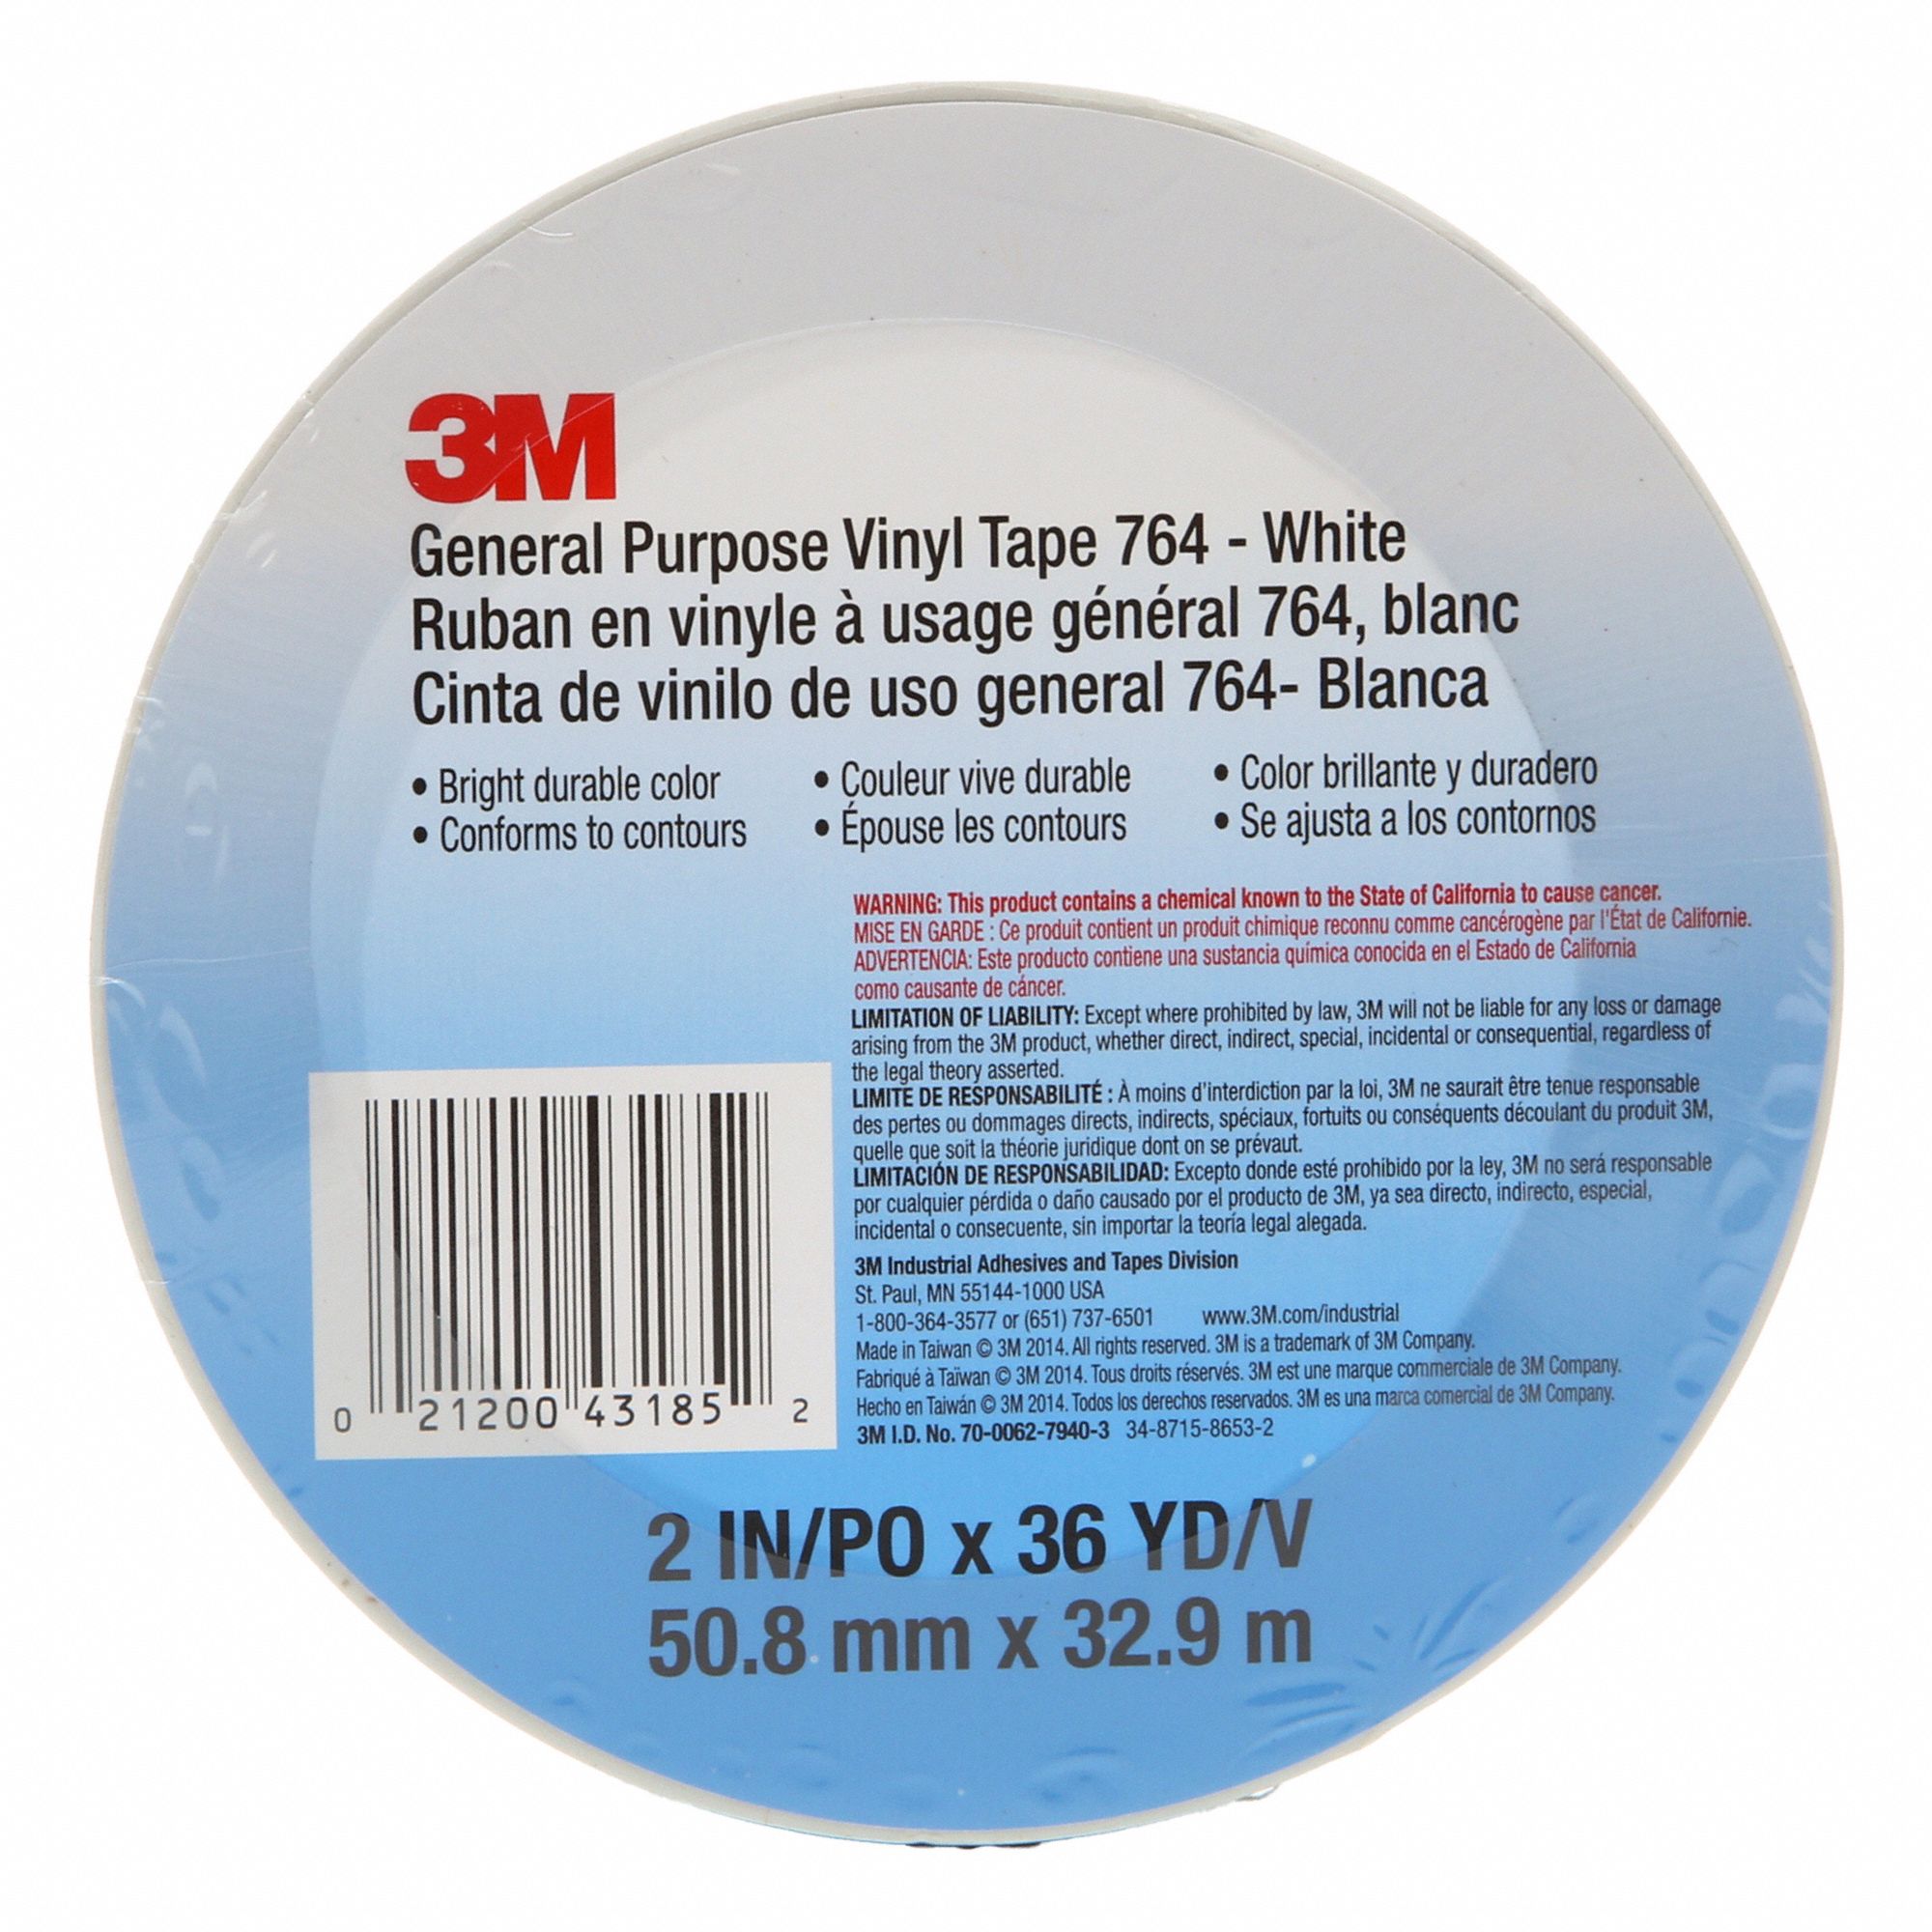 3M
General Purpose Vinyl Tape 764 - White
Ruban en vinyle à usage général 764, blanc
Cinta de vinilo de uso general 764- Blanca
• Bright durable color
• Conforms to contours
• Couleur vive durable
• Épouse les contours
• Color brillante y duradero
• Se ajusta a los contornos
WARNING: This product contains a chemical known to the State of California to cause cancer.
MISE EN GARDE : Ce produit contient un produit chimique reconnu comme cancérogène par l'État de Californie.
ADVERTENCIA: Este producto contiene una sustancia química conocida en el Estado de California
como causante de cáncer.
LIMITATION OF LIABILITY: Except where prohibited by law, 3M will not be liable for any loss or damage
arising from the 3M product, whether direct, indirect, special, incidental or consequential, regardless of
the legal theory asserted.
LIMITE DE RESPONSABILITÉ : À moins d'interdiction par la loi, 3M ne saurait être tenue responsable
des pertes ou dommages directs, indirects, spéciaux, fortuits ou conséquents découlant du produit 3M,
quelle que soit la théorie juridique dont on se prévaut.
LIMITACIÓN DE RESPONSABILIDAD: Excepto donde esté prohibido por la ley, 3M no será responsable
por cualquier pérdida o daño causado por el producto de 3M, ya sea directo, indirecto, especial,
incidental o consecuente, sin importar la teoría legal alegada.
3M Industrial Adhesives and Tapes Division
St. Paul, MN 55144-1000 USA
1-800-364-3577 or (651) 737-6501 www.3M.com/industrial
Made in Taiwan © 3M 2014. All rights reserved. 3M is a trademark of 3M Company.
Fabriqué à Taïwan © 3M 2014. Tous droits réservés. 3M est une marque commerciale de 3M Company.
Hecho en Taiwán © 3M 2014. Todos los derechos reservados. 3M es una marca comercial de 3M Company.
3M I.D. No. 70-0062-7940-3 34-8715-8653-2
0 21200 43185 2
2 IN/PO x 36 YD/V
50.8 mm x 32.9 m